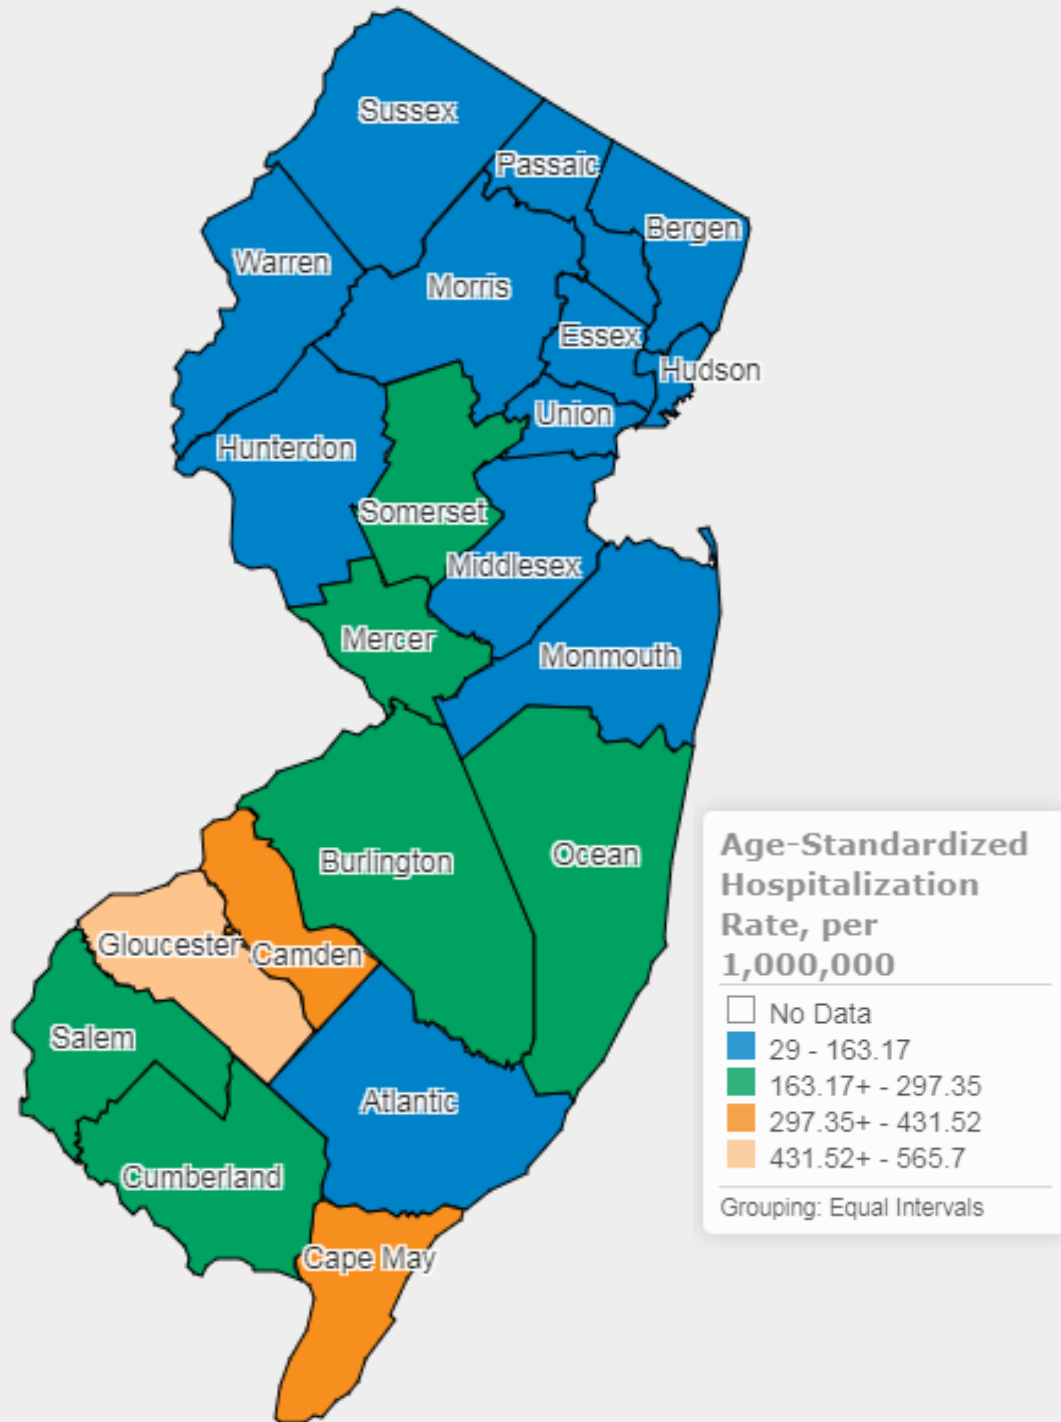 Sussex
Passaic
Bergen
Warren
Morris
Essex
Hudson
Union
Hunterdon
Somerset
Middlesex
Mercer
Monmouth
Burlington
Ocean
Gloucester
Camden
Salem
Atlantic
Cumberland
Cape May
Age-Standardized
Hospitalization
Rate, per
1,000,000
No Data
29 - 163.17
163.17+ - 297.35
297.35+ - 431.52
431.52+ - 565.7
Grouping: Equal Intervals